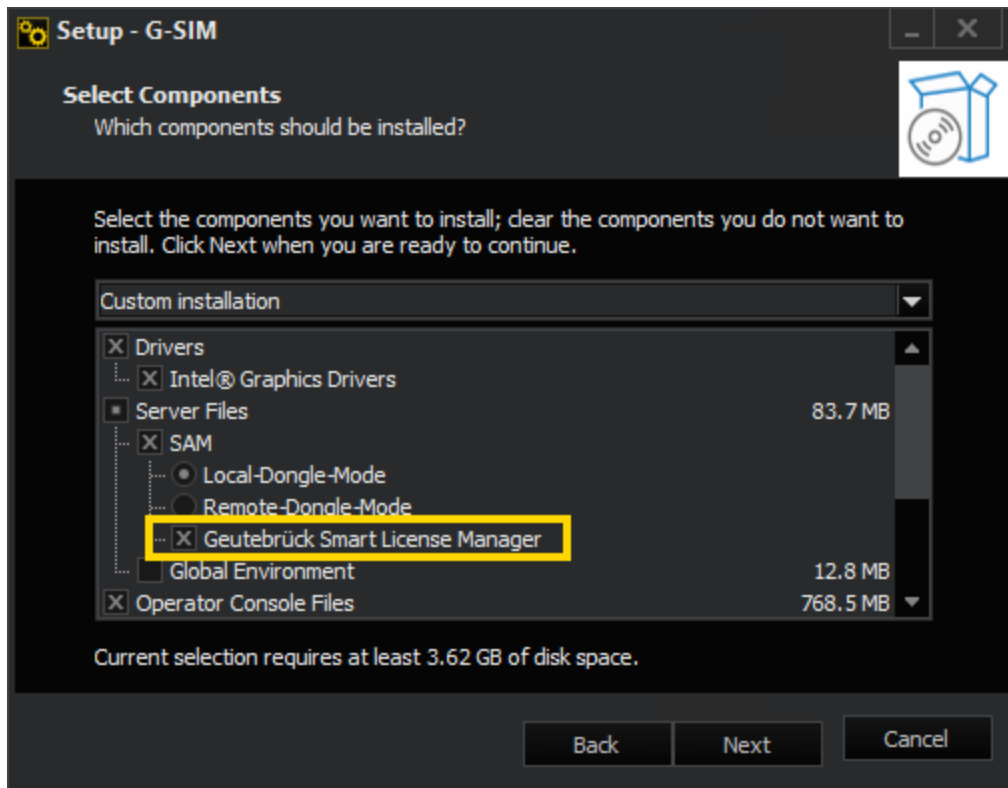 Setup - G-SIM
Select Components
Which components should be installed?
Select the components you want to install; clear the components you do not want to
install. Click Next when you are ready to continue.
Custom installation
Drivers
Intel® Graphics Drivers
Server Files 83.7 MB
SAM
Local-Dongle-Mode
Remote-Dongle-Mode
Geutebrück Smart License Manager
Global Environment 12.8 MB
Operator Console Files 768.5 MB
Current selection requires at least 3.62 GB of disk space.
Back Next Cancel